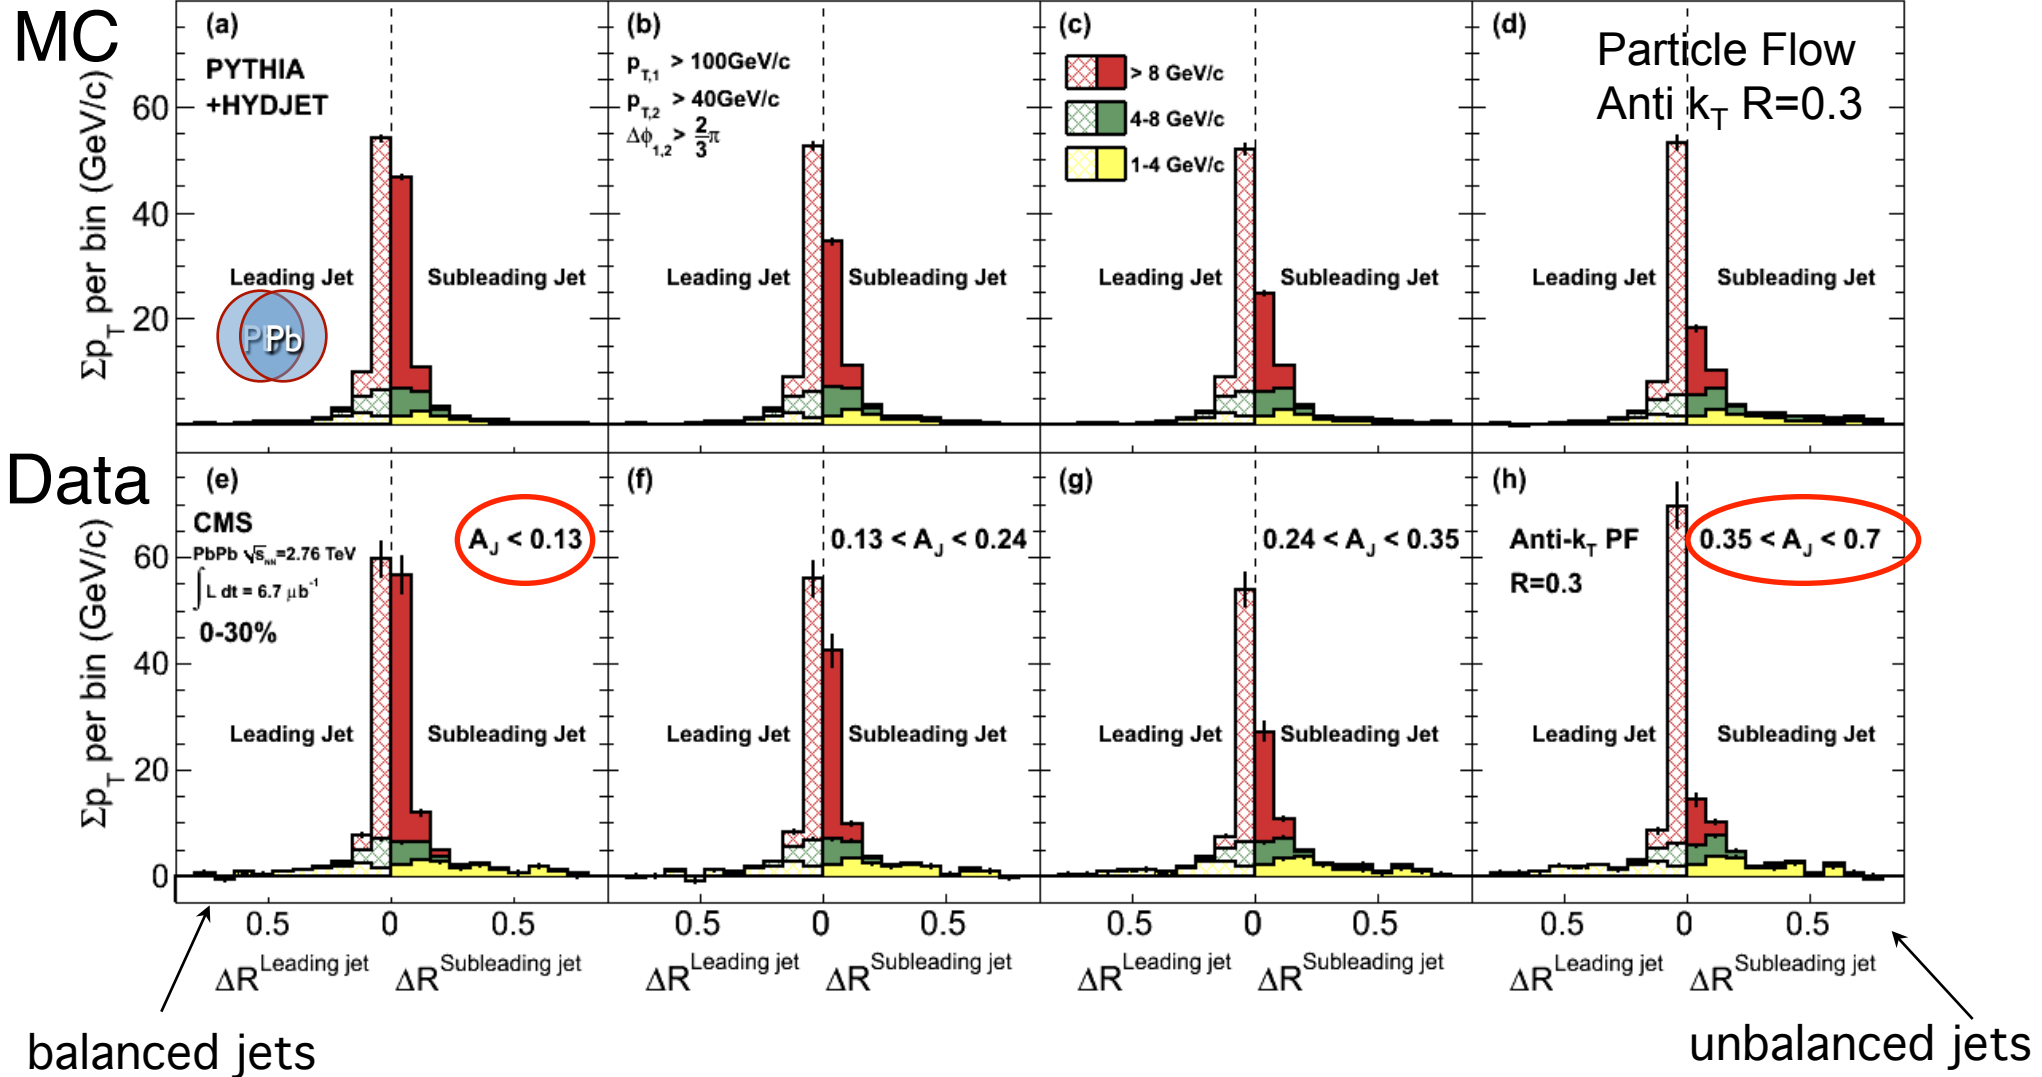 MC
Data
(a)
PYTHIA
+HYDJET
Leading Jet
Subleading Jet
Pb
(b)
p_T,1 > 100GeV/c
p_T,2 > 40GeV/c
Δφ_1,2 > 2/3 π
Leading Jet
Subleading Jet
(c)
> 8 GeV/c
4-8 GeV/c
1-4 GeV/c
Leading Jet
Subleading Jet
(d)
Particle Flow
Anti k_T R=0.3
Leading Jet
Subleading Jet
Σp_T per bin (GeV/c)
60
40
20
(e)
CMS
PbPb √s_NN=2.76 TeV
∫ L dt = 6.7 μb^-1
0-30%
A_J < 0.13
Leading Jet
Subleading Jet
(f)
0.13 < A_J < 0.24
Leading Jet
Subleading Jet
(g)
0.24 < A_J < 0.35
Leading Jet
Subleading Jet
(h)
Anti-k_T PF
R=0.3
0.35 < A_J < 0.7
Leading Jet
Subleading Jet
Σp_T per bin (GeV/c)
60
40
20
0
0.5 0 0.5 0.5 0 0.5 0.5 0 0.5 0.5 0 0.5
ΔR^Leading jet ΔR^Subleading jet ΔR^Leading jet ΔR^Subleading jet ΔR^Leading jet ΔR^Subleading jet ΔR^Leading jet ΔR^Subleading jet
balanced jets
unbalanced jets